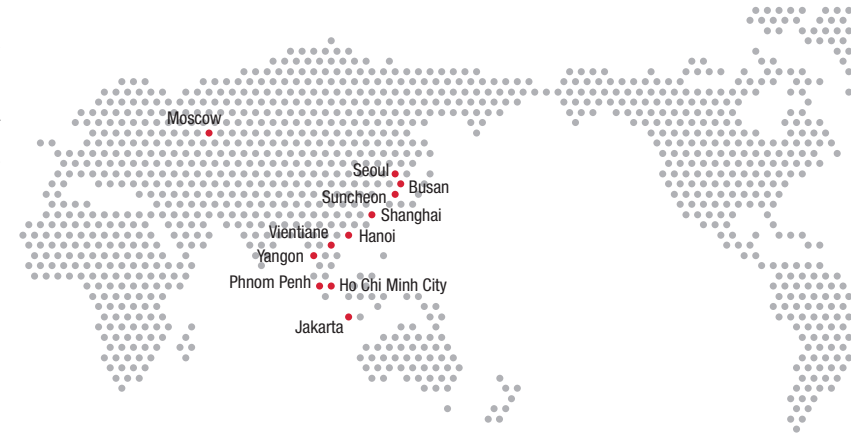 Moscow
Seoul
Busan
Suncheon
Shanghai
Vientiane
Hanoi
Yangon
Phnom Penh
Ho Chi Minh City
Jakarta